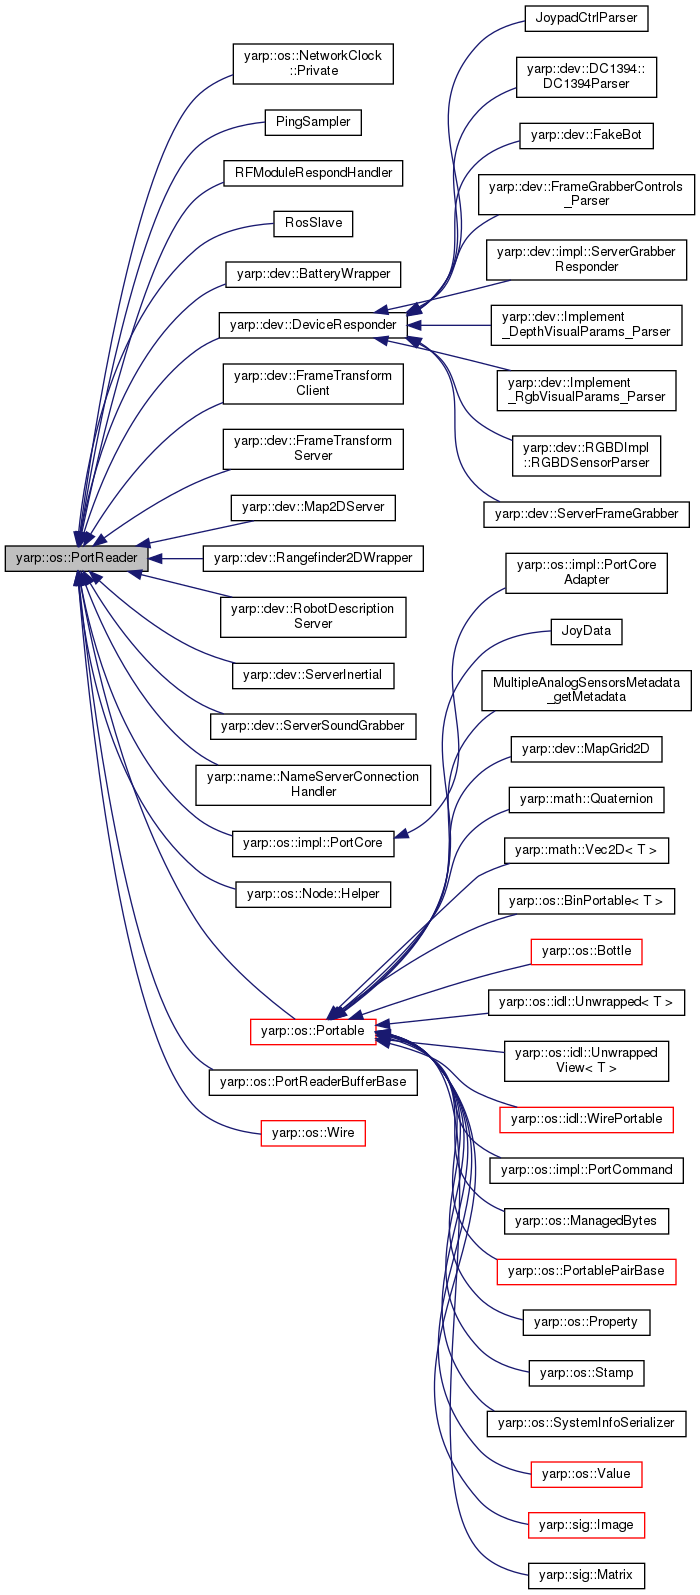 JoypadCtrlParser
yarp::os::NetworkClock
::Private
yarp::dev::DC1394::
DC1394Parser
PingSampler
yarp::dev::FakeBot
RFModuleRespondHandler
yarp::dev::FrameGrabberControls
_Parser
RosSlave
yarp::dev::impl::ServerGrabber
Responder
yarp::dev::BatteryWrapper
yarp::dev::DeviceResponder
yarp::dev::Implement
_DepthVisualParams_Parser
yarp::dev::FrameTransform
Client
yarp::dev::Implement
_RgbVisualParams_Parser
yarp::dev::FrameTransform
Server
yarp::dev::RGBDImpl
::RGBDSensorParser
yarp::dev::Map2DServer
yarp::dev::ServerFrameGrabber
yarp::os::PortReader
yarp::dev::Rangefinder2DWrapper
yarp::os::impl::PortCore
Adapter
yarp::dev::RobotDescription
Server
JoyData
yarp::dev::ServerInertial
MultipleAnalogSensorsMetadata
_getMetadata
yarp::dev::ServerSoundGrabber
yarp::dev::MapGrid2D
yarp::name::NameServerConnection
Handler
yarp::math::Quaternion
yarp::os::impl::PortCore
yarp::math::Vec2D< T >
yarp::os::Node::Helper
yarp::os::BinPortable< T >
yarp::os::Bottle
yarp::os::idl::Unwrapped< T >
yarp::os::Portable
yarp::os::idl::Unwrapped
View< T >
yarp::os::PortReaderBufferBase
yarp::os::idl::WirePortable
yarp::os::Wire
yarp::os::impl::PortCommand
yarp::os::ManagedBytes
yarp::os::PortablePairBase
yarp::os::Property
yarp::os::Stamp
yarp::os::SystemInfoSerializer
yarp::os::Value
yarp::sig::Image
yarp::sig::Matrix